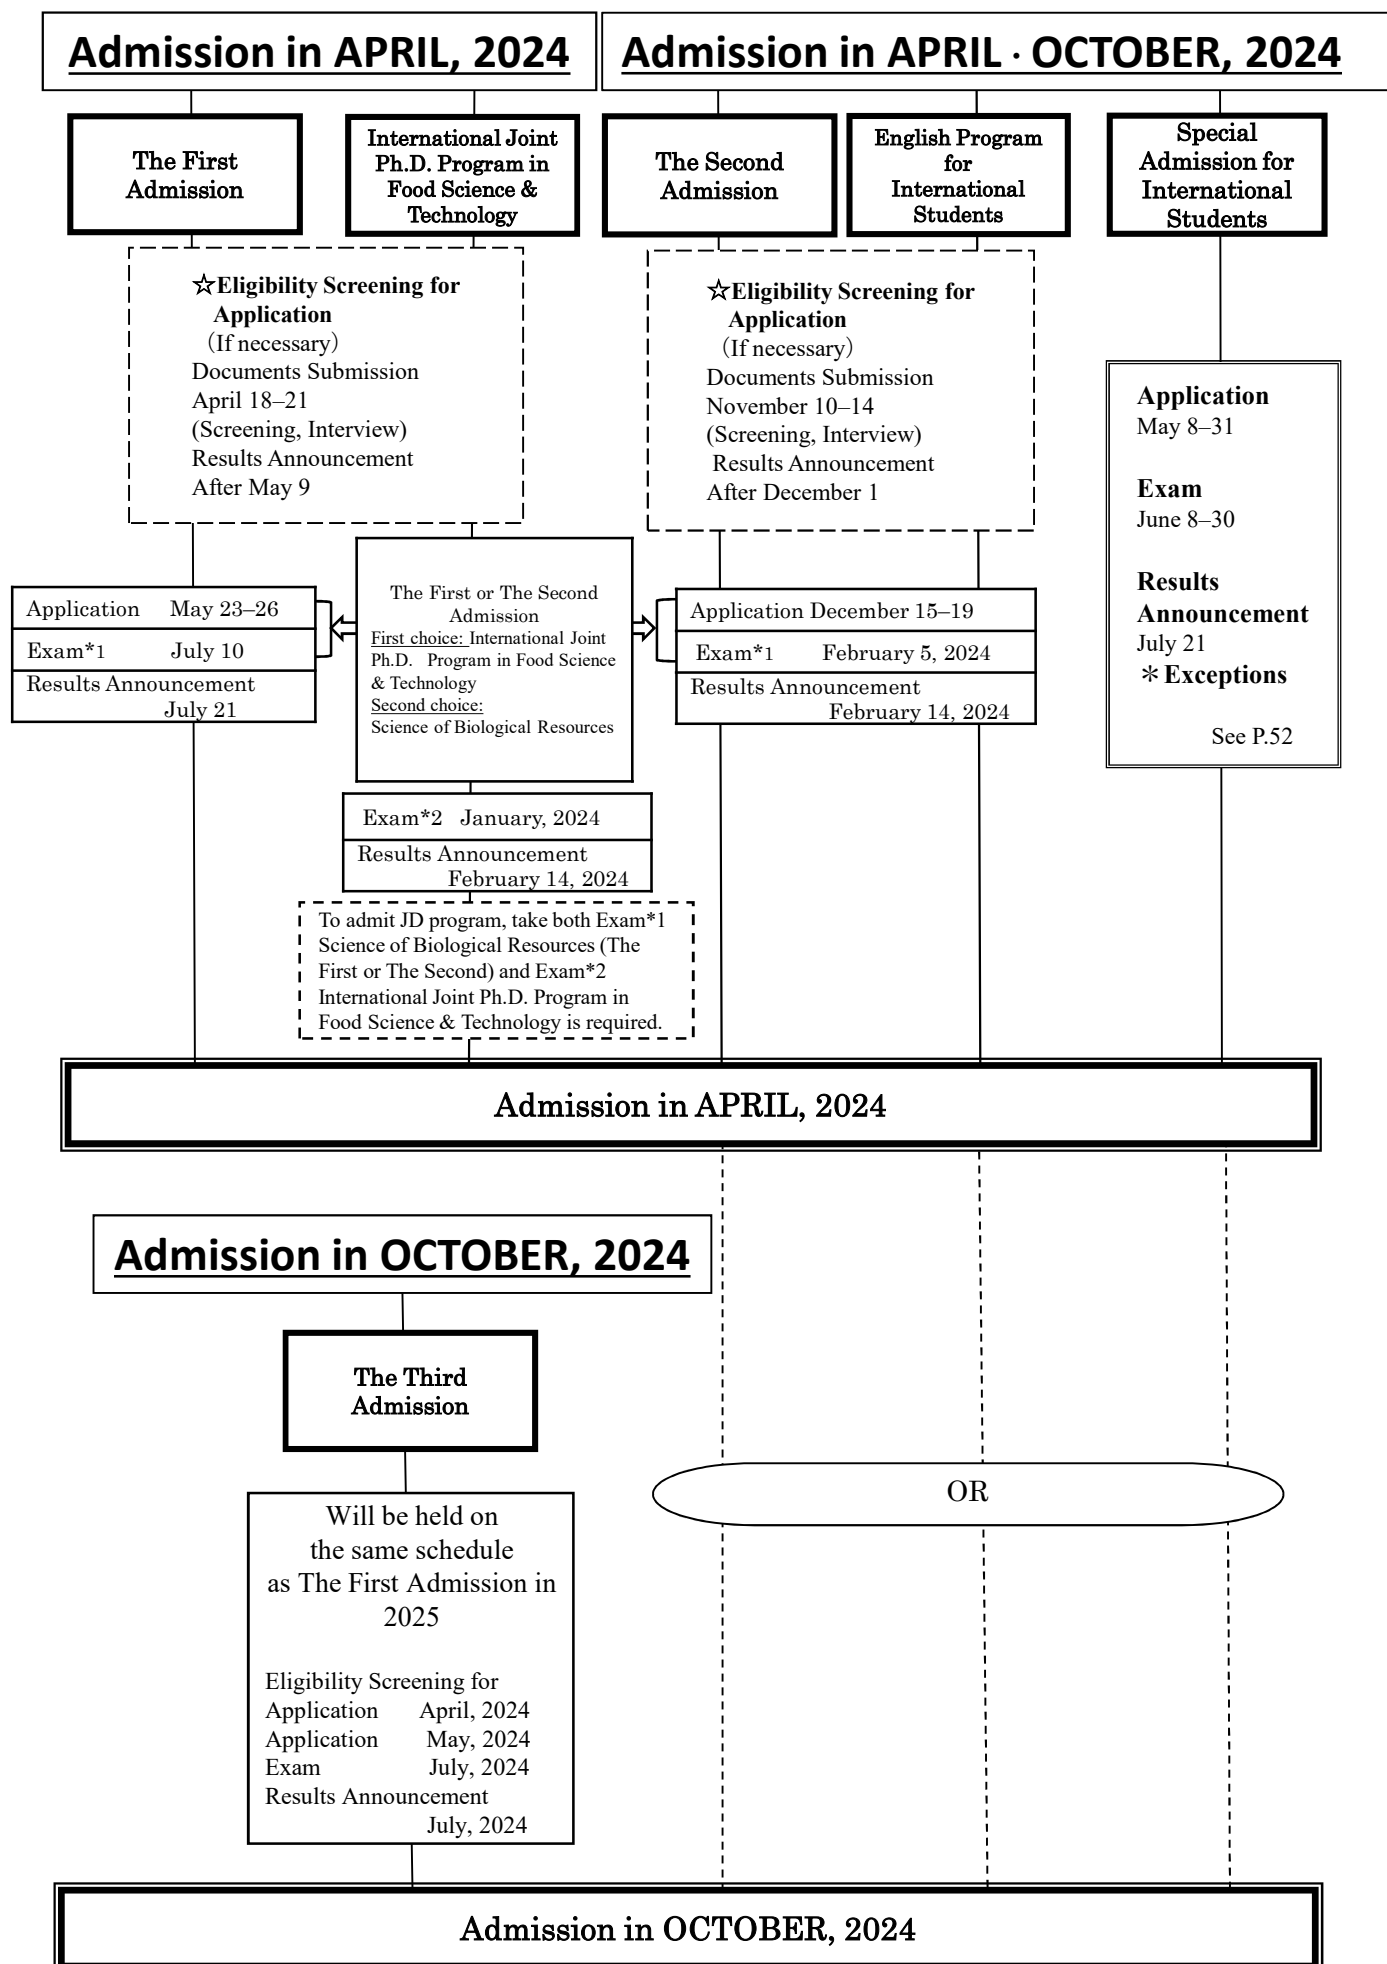 Admission in APRIL, 2024
Admission in APRIL · OCTOBER, 2024
The First
Admission
International Joint
Ph.D. Program in
Food Science &
Technology
The Second
Admission
English Program
for
International
Students
Special
Admission for
International
Students
☆Eligibility Screening for
Application
(If necessary)
Documents Submission
April 18–21
(Screening, Interview)
Results Announcement
After May 9
☆Eligibility Screening for
Application
(If necessary)
Documents Submission
November 10–14
(Screening, Interview)
Results Announcement
After December 1
Application
May 8–31
Exam
June 8–30
Results
Announcement
July 21
＊Exceptions
See P.52
Application May 23–26
Exam*1 July 10
Results Announcement
July 21
The First or The Second
Admission
First choice: International Joint
Ph.D. Program in Food Science
& Technology
Second choice:
Science of Biological Resources
Application December 15–19
Exam*1 February 5, 2024
Results Announcement
February 14, 2024
Exam*2 January, 2024
Results Announcement
February 14, 2024
To admit JD program, take both Exam*1
Science of Biological Resources (The
First or The Second) and Exam*2
International Joint Ph.D. Program in
Food Science & Technology is required.
Admission in APRIL, 2024
Admission in OCTOBER, 2024
The Third
Admission
OR
Will be held on
the same schedule
as The First Admission in
2025
Eligibility Screening for
Application April, 2024
Application May, 2024
Exam July, 2024
Results Announcement
July, 2024
Admission in OCTOBER, 2024